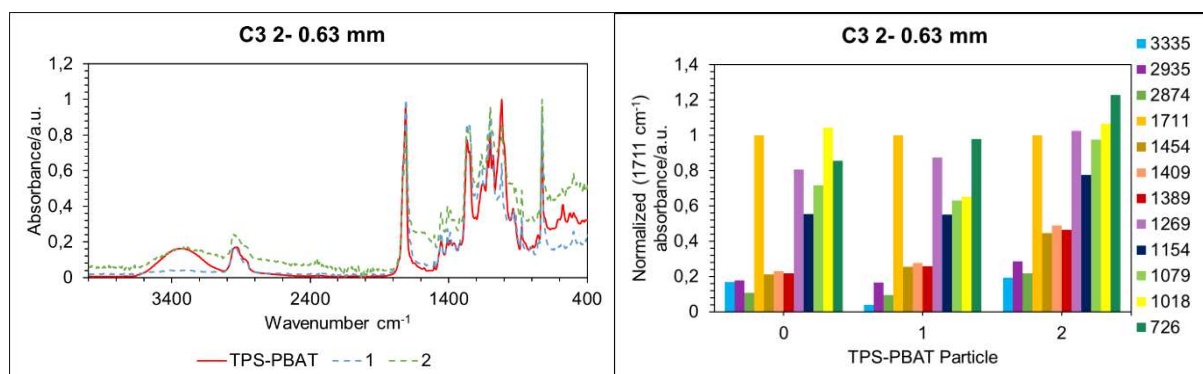 C3 2- 0.63 mm
1,2
1
0,8
0,6
0,4
0,2
0
Absorbance/a.u.
3400 2400 1400 400
Wavenumber cm-1
TPS-PBAT 1 2
C3 2- 0.63 mm
1,4
1,2
1
0,8
0,6
0,4
0,2
0
Normalized (1711 cm-1)
absorbance/a.u.
0 1 2
TPS-PBAT Particle
3335
2935
2874
1711
1454
1409
1389
1269
1154
1079
1018
726